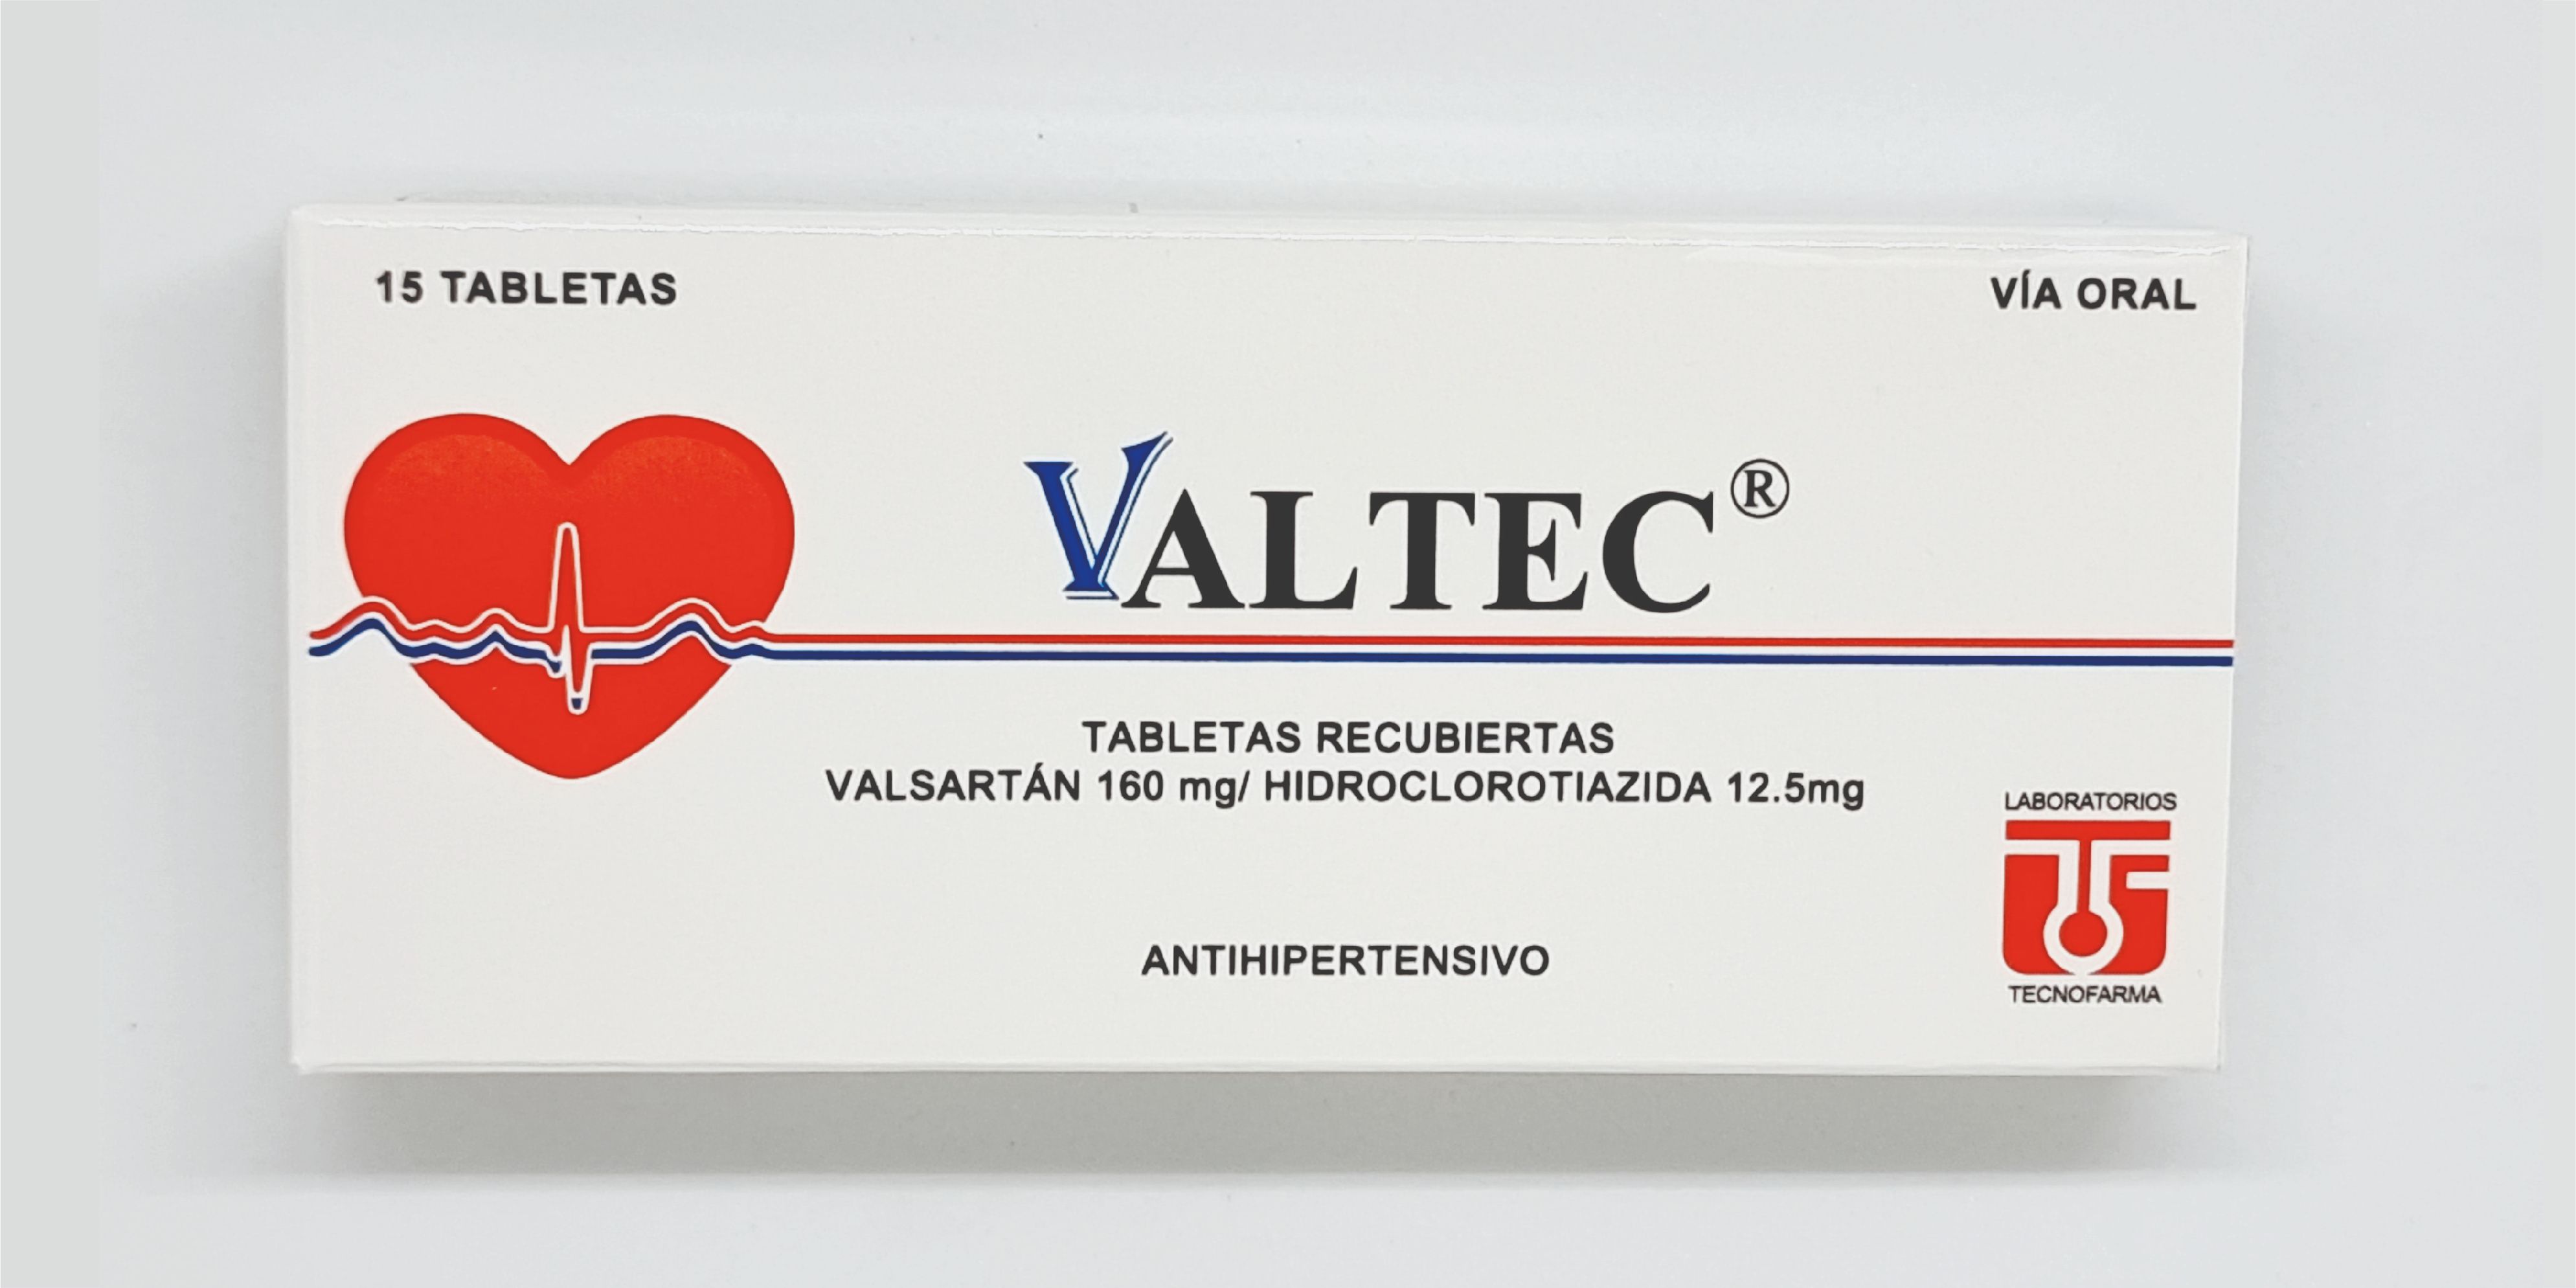 15 TABLETAS
VÍA ORAL
VALTEC®
TABLETAS RECUBIERTAS
VALSARTÁN 160 mg/ HIDROCLOROTIAZIDA 12.5mg
ANTIHIPERTENSIVO
LABORATORIOS
TECNOFARMA